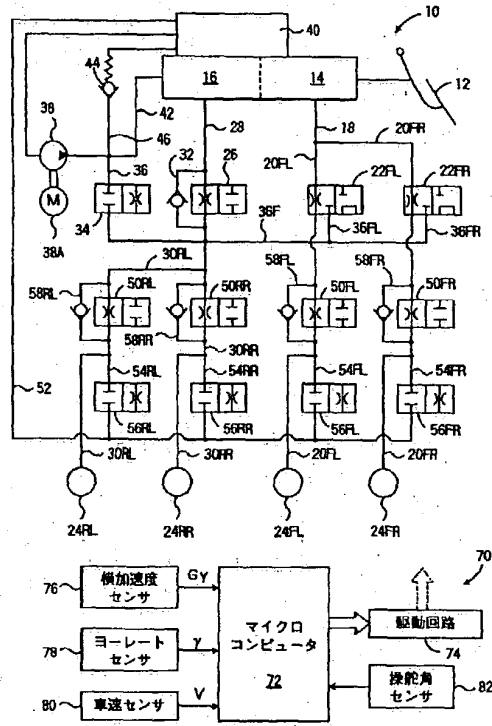 40
10
44
16
14
12
42
38
46
28
18
20FR
36
32
26
20FL
22FL
22FR
M
34
36F
38A
36FL
36FR
30RL
58FL
58FR
58RL
50RL
50RR
50FL
50FR
58RR
30RR
52
54RL
54RR
54FL
54FR
56RL
56RR
56FL
56FR
30RL
30RR
20FL
20FR
24RL
24RR
24FL
24FR
70
76
横加速度
センサ
Gy
78
ヨーレート
センサ
γ
マイクロ
コンピュータ
72
駆動回路
74
80
車速センサ
V
操舵角
センサ
82